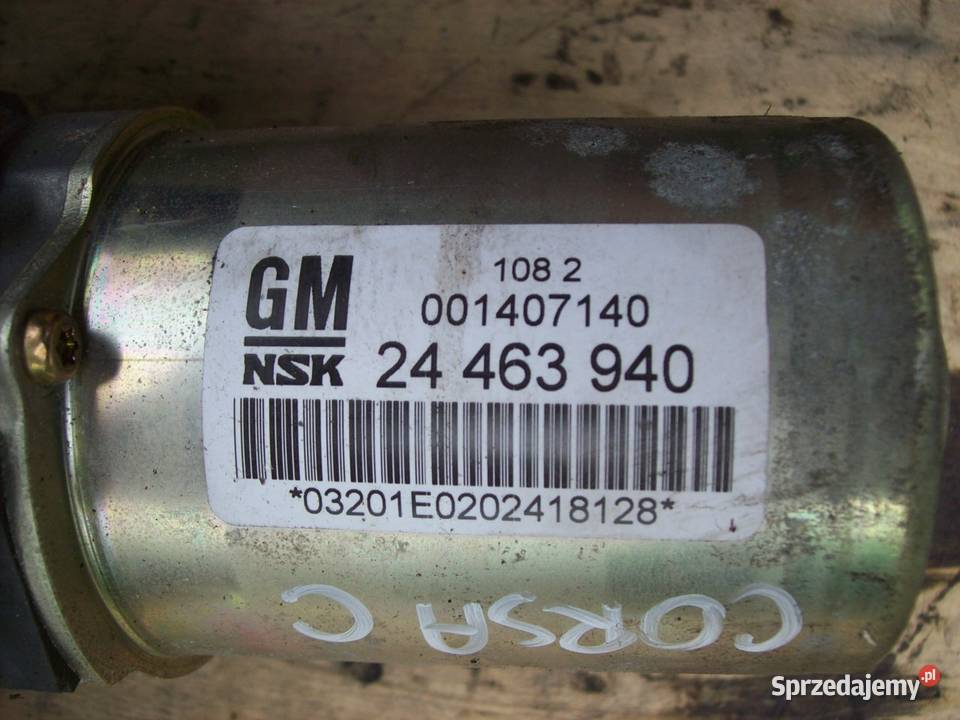 GM
108 2
001407140
NSK 24 463 940
*03201E0202418128*
CORSA C
Sprzedajemy.pl